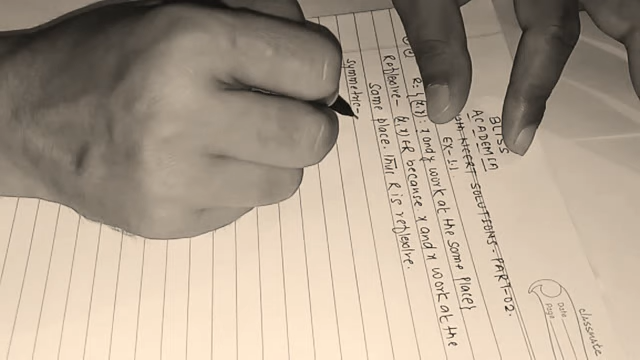 classmate
Date
Page
BLISS
ACADEMIA
NCERT SOLUTIONS - PART-02.
EX-1.1
R: {(x,y): x and y work at the same place}
Reflexive- (x,x) ∈ R because x and x work at the
same place. Thus R is reflexive.
Symmetric-